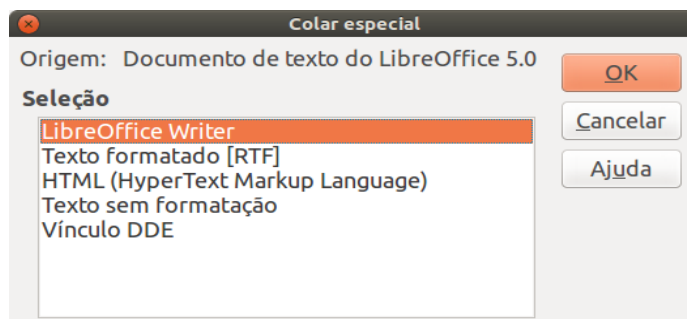 Colar especial
Origem: Documento de texto do LibreOffice 5.0
OK
Seleção
Cancelar
LibreOffice Writer
Texto formatado [RTF]
Ajuda
HTML (HyperText Markup Language)
Texto sem formatação
Vínculo DDE